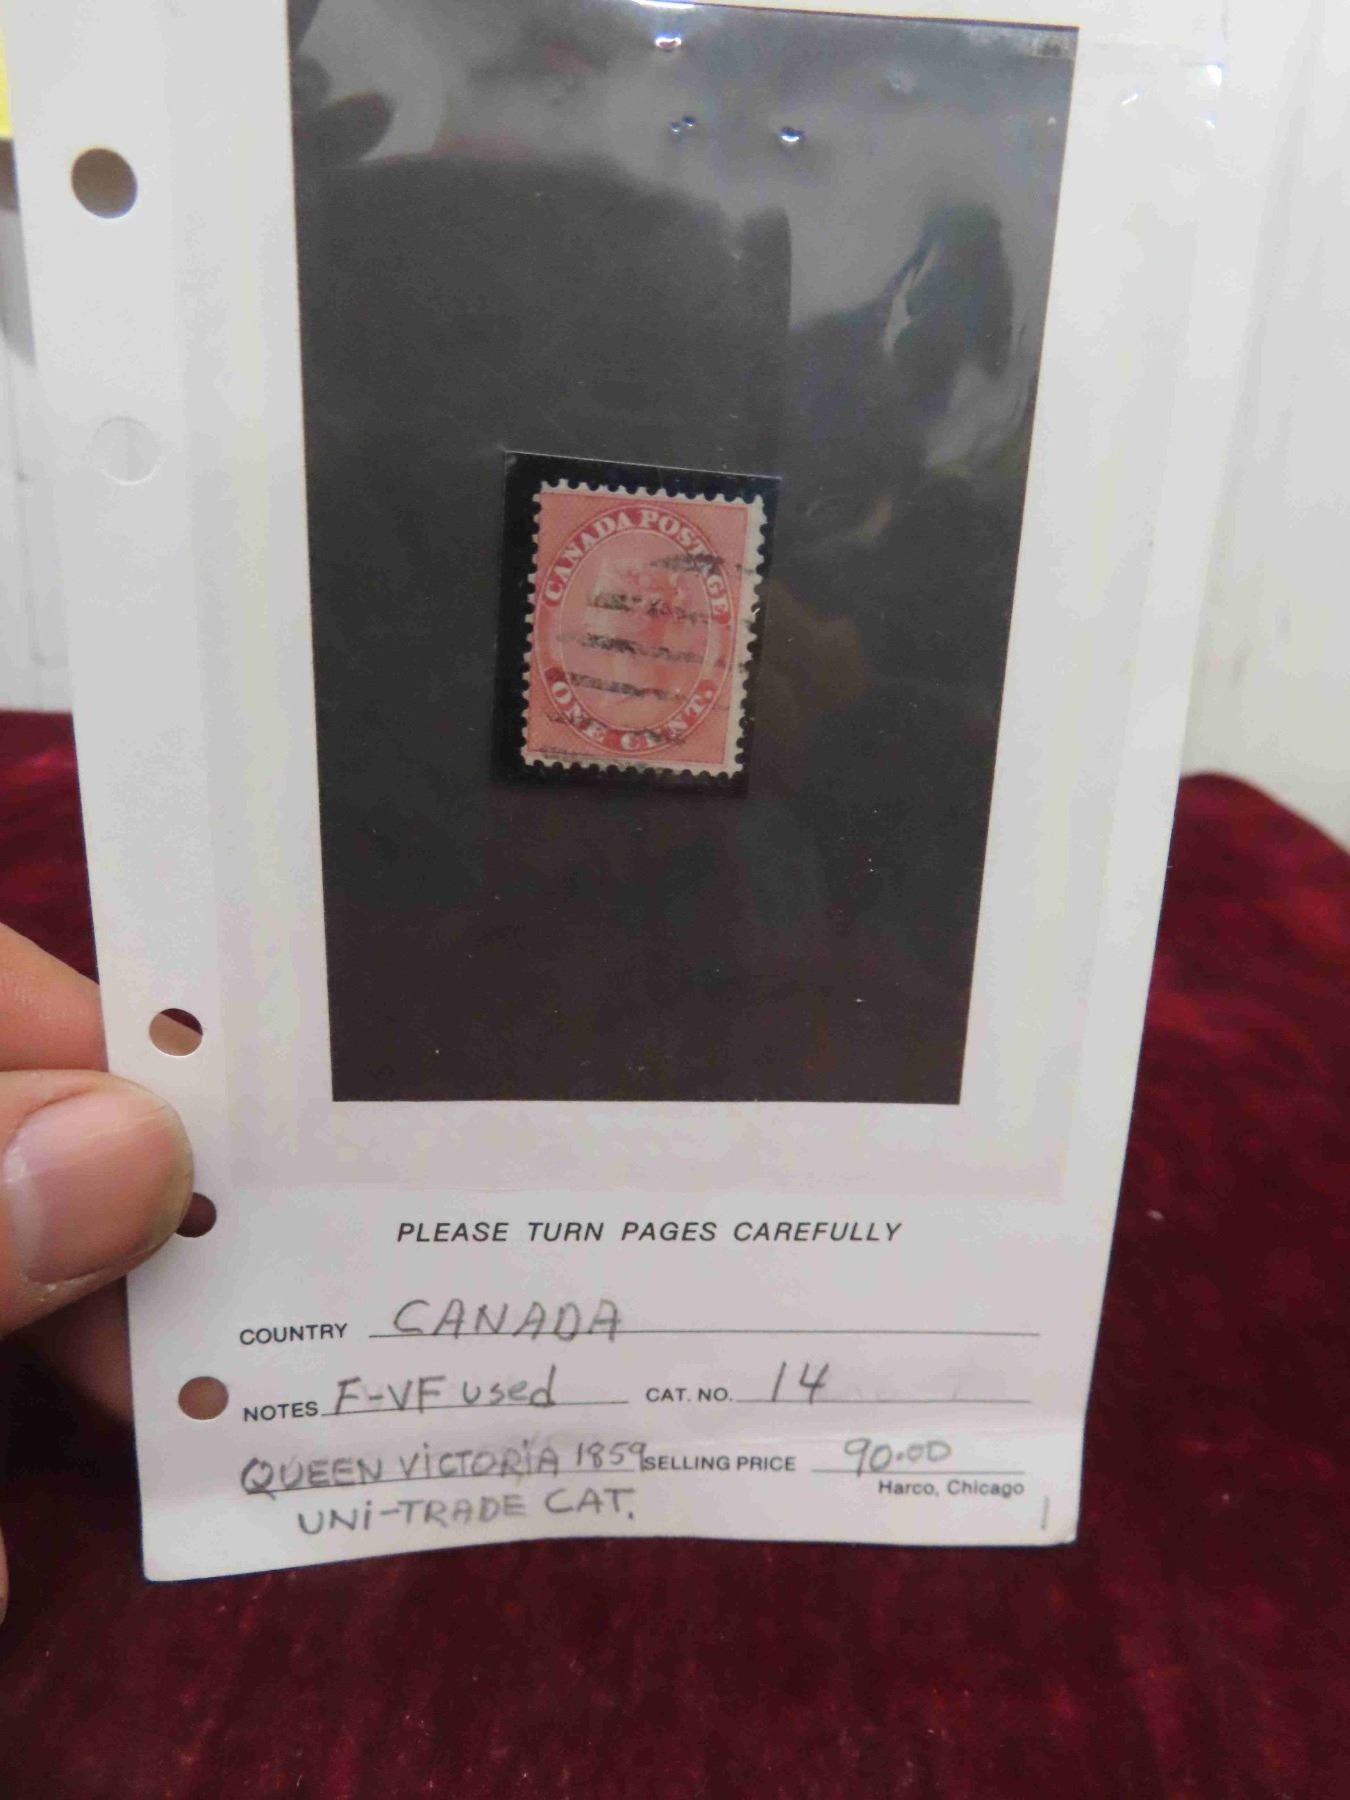 CANADA POSTAGE
ONE CENT.
PLEASE TURN PAGES CAREFULLY
COUNTRY CANADA
NOTES F-VF used CAT. NO. 14
QUEEN VICTORIA 1859 SELLING PRICE 90.00
Harco, Chicago
UNI-TRADE CAT. 1